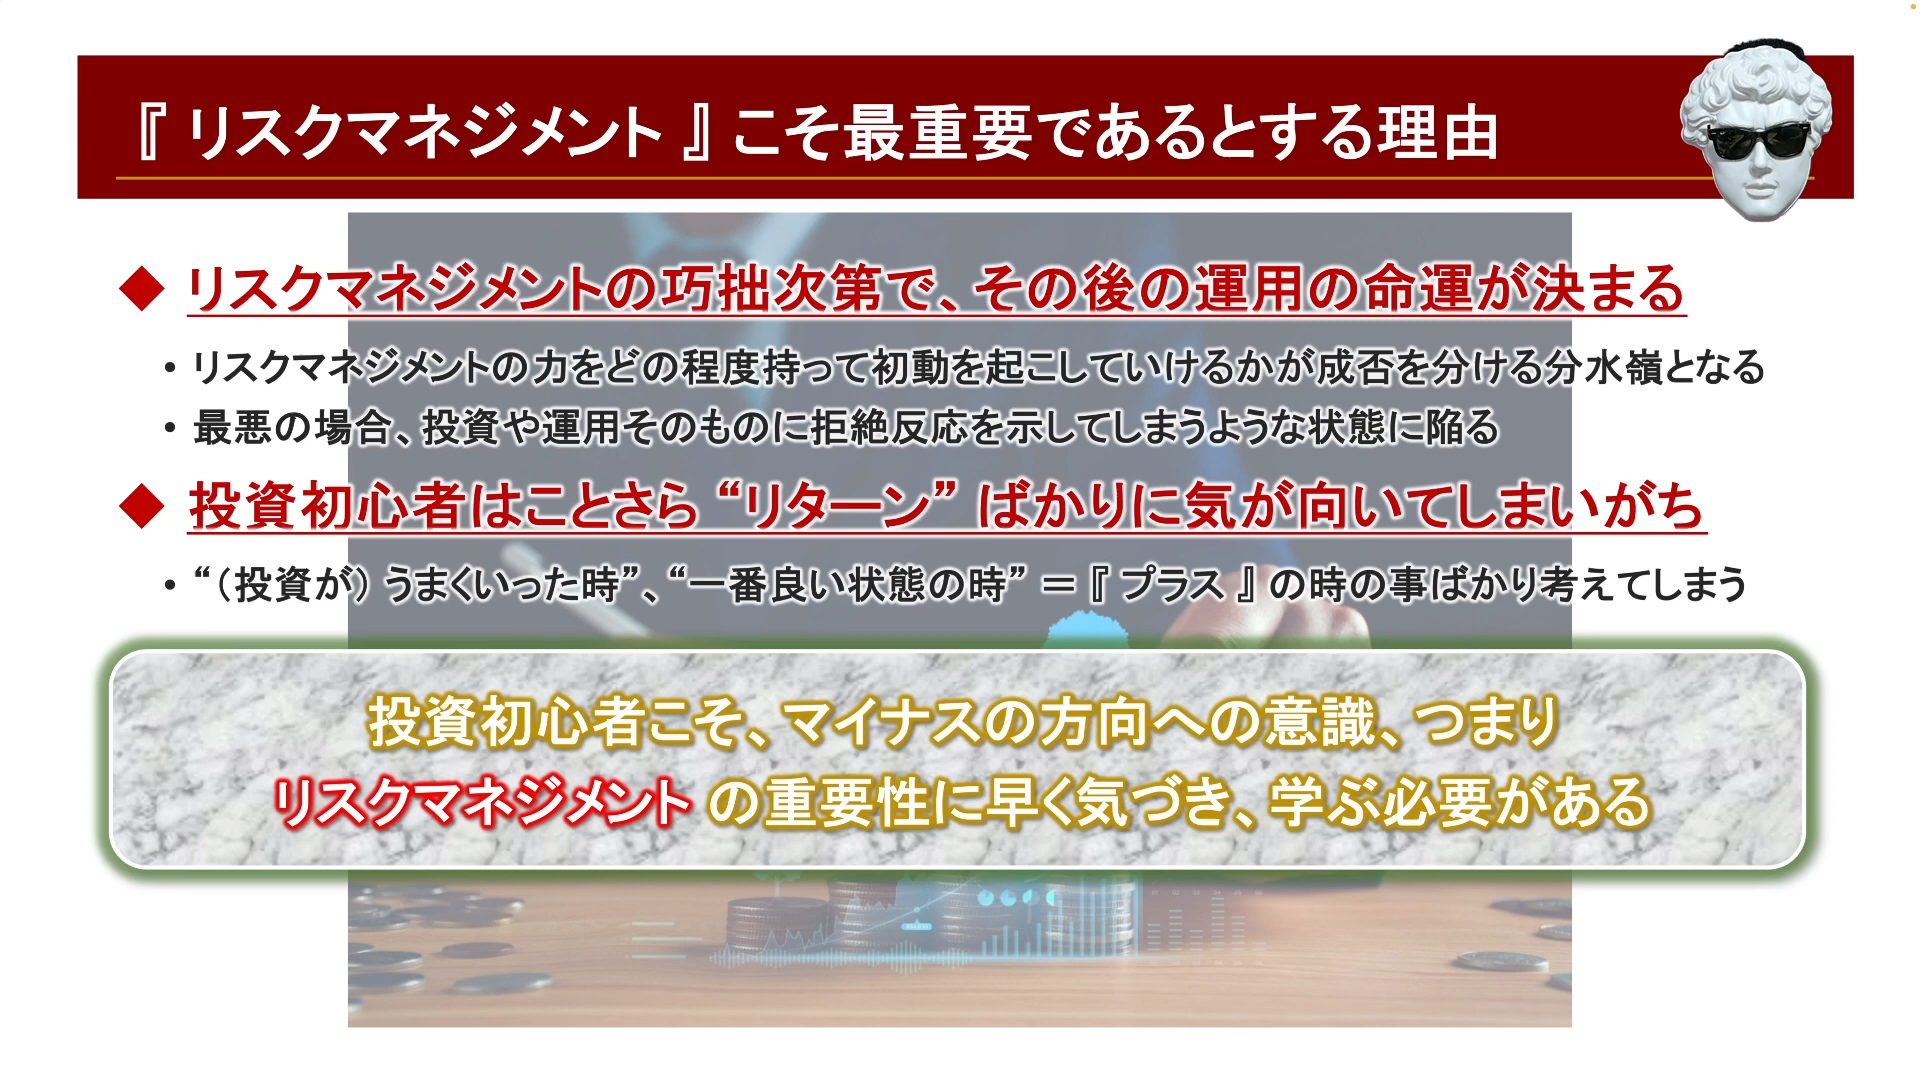 『 リスクマネジメント 』 こそ最重要であるとする理由
◆ リスクマネジメントの巧拙次第で、その後の運用の命運が決まる
・リスクマネジメントの力をどの程度持って初動を起こしていけるかが成否を分ける分水嶺となる
・最悪の場合、投資や運用そのものに拒絶反応を示してしまうような状態に陥る
◆ 投資初心者はことさら “リターン” ばかりに気が向いてしまいがち
・“（投資が） うまくいった時”、“一番良い状態の時” ＝『 プラス 』 の時の事ばかり考えてしまう
投資初心者こそ、マイナスの方向への意識、つまり
リスクマネジメント の重要性に早く気づき、学ぶ必要がある